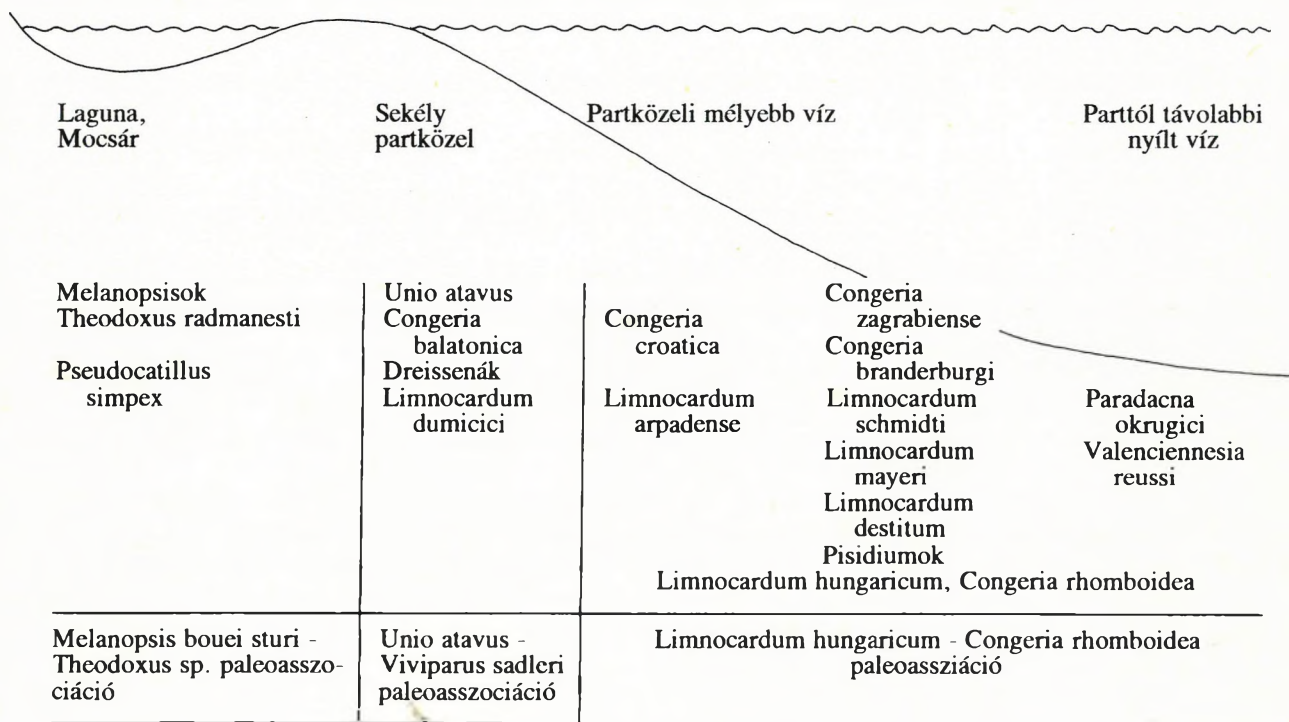 Laguna,
Mocsár
Sekély
partközel
Partközeli mélyebb víz
Parttól távolabbi
nyílt víz
Melanopsisok
Theodoxus radmanesti
Pseudocatillus
simpex
Unio atavus
Congeria
balatonica
Dreissenák
Limnocardum
dumicici
Congeria
croatica
Limnocardum
arpadense
Congeria
zagrabiense
Congeria
branderburgi
Limnocardum
schmidti
Limnocardum
mayeri
Limnocardum
destitum
Pisidiumok
Paradacna
okrugici
Valenciennesia
reussi
Limnocardum hungaricum, Congeria rhomboidea
Melanopsis bouei sturi -
Theodoxus sp. paleoasszo-
ciáció
Unio atavus -
Viviparus sadleri
paleoasszociáció
Limnocardum hungaricum - Congeria rhomboidea
paleoassziáció